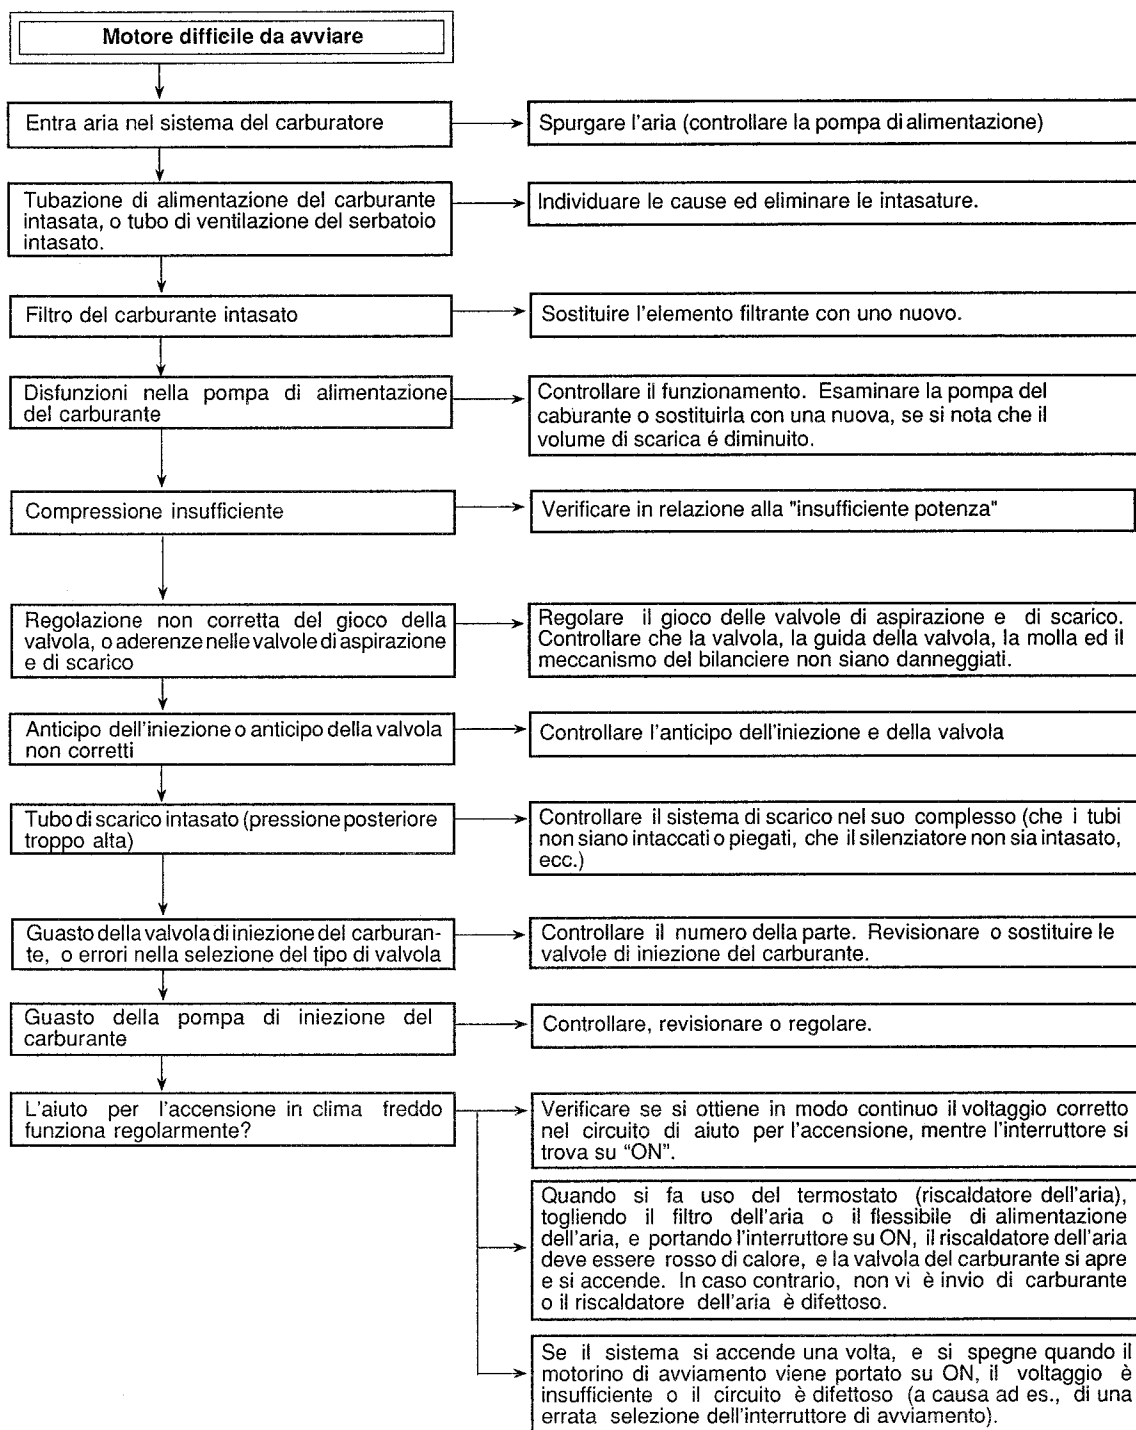 Motore difficile da avviare
Entra aria nel sistema del carburatore
Spurgare l'aria (controllare la pompa di alimentazione)
Tubazione di alimentazione del carburante
intasata, o tubo di ventilazione del serbatoio
intasato.
Individuare le cause ed eliminare le intasature.
Filtro del carburante intasato
Sostituire l'elemento filtrante con uno nuovo.
Disfunzioni nella pompa di alimentazione
del carburante
Controllare il funzionamento. Esaminare la pompa del
caburante o sostituirla con una nuova, se si nota che il
volume di scarica é diminuito.
Compressione insufficiente
Verificare in relazione alla "insufficiente potenza"
Regolazione non corretta del gioco della
valvola, o aderenze nelle valvole di aspirazione
e di scarico
Regolare il gioco delle valvole di aspirazione e di scarico.
Controllare che la valvola, la guida della valvola, la molla ed il
meccanismo del bilanciere non siano danneggiati.
Anticipo dell'iniezione o anticipo della valvola
non corretti
Controllare l'anticipo dell'iniezione e della valvola
Tubo di scarico intasato (pressione posteriore
troppo alta)
Controllare il sistema di scarico nel suo complesso (che i tubi
non siano intaccati o piegati, che il silenziatore non sia intasato,
ecc.)
Guasto della valvola di iniezione del carburan-
te, o errori nella selezione del tipo di valvola
Controllare il numero della parte. Revisionare o sostituire le
valvole di iniezione del carburante.
Guasto della pompa di iniezione del
carburante
Controllare, revisionare o regolare.
L'aiuto per l'accensione in clima freddo
funziona regolarmente?
Verificare se si ottiene in modo continuo il voltaggio corretto
nel circuito di aiuto per l'accensione, mentre l'interruttore si
trova su "ON".
Quando si fa uso del termostato (riscaldatore dell'aria),
togliendo il filtro dell'aria o il flessibile di alimentazione
dell'aria, e portando l'interruttore su ON, il riscaldatore dell'aria
deve essere rosso di calore, e la valvola del carburante si apre
e si accende. In caso contrario, non vi è invio di carburante
o il riscaldatore dell'aria è difettoso.
Se il sistema si accende una volta, e si spegne quando il
motorino di avviamento viene portato su ON, il voltaggio è
insufficiente o il circuito è difettoso (a causa ad es., di una
errata selezione dell'interruttore di avviamento).